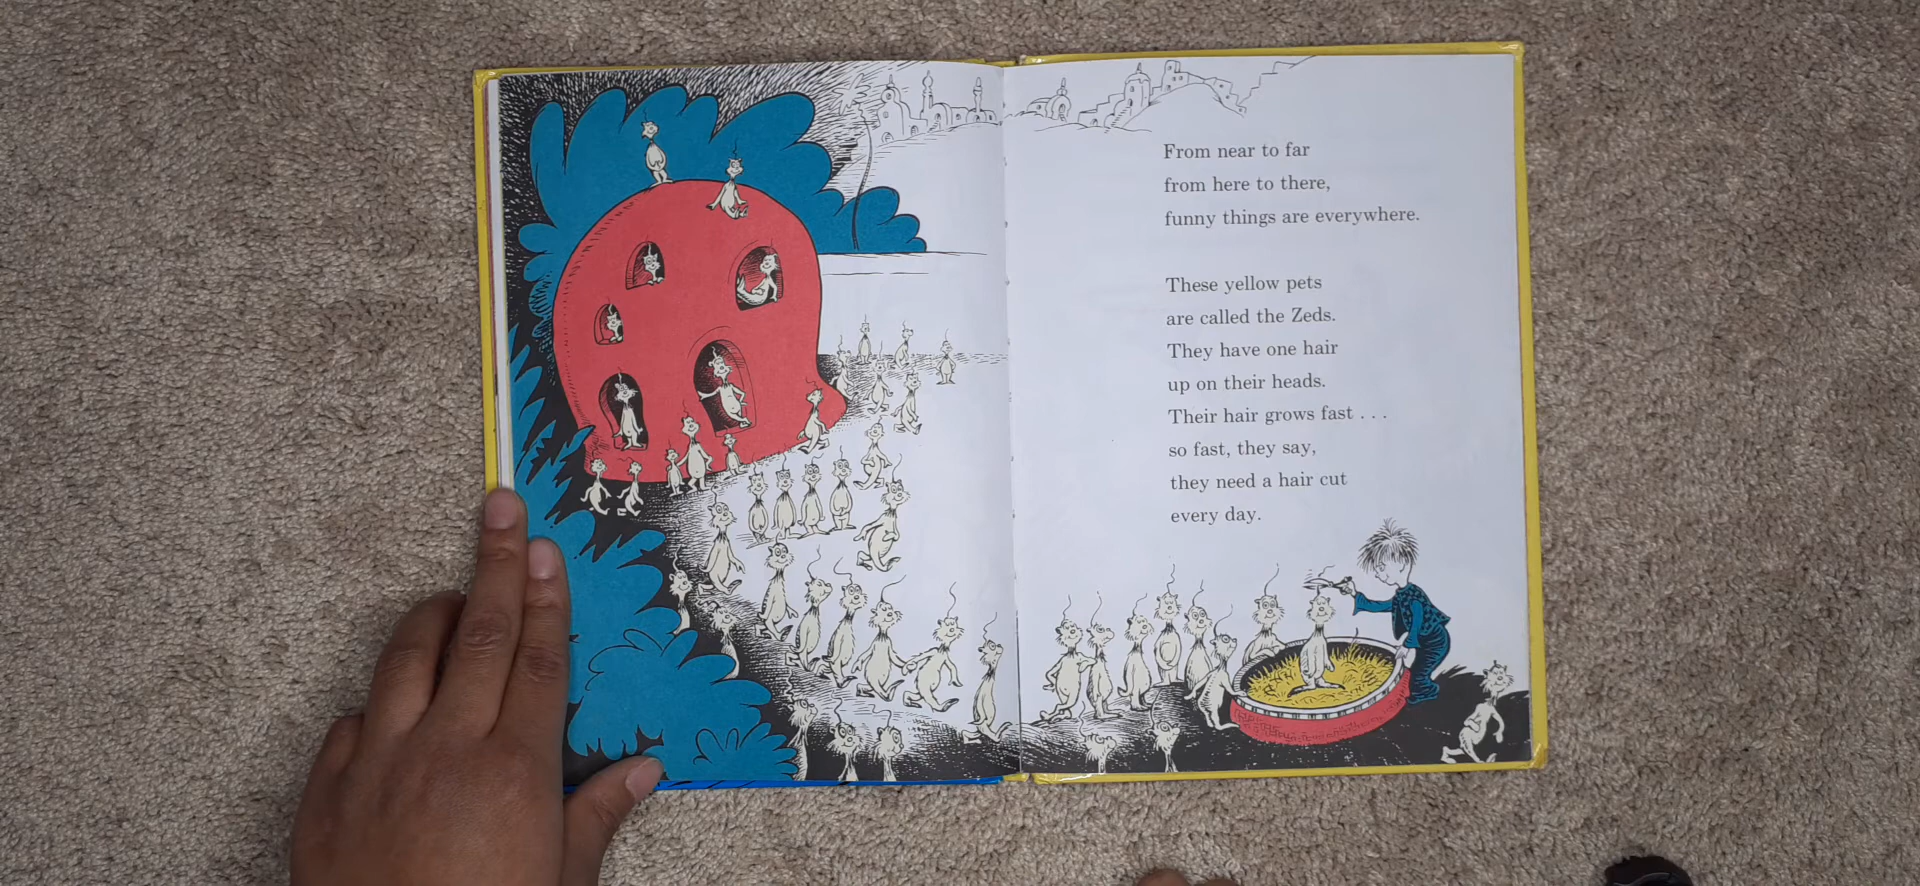 From near to far
from here to there,
funny things are everywhere.
These yellow pets
are called the Zeds.
They have one hair
up on their heads.
Their hair grows fast . . .
so fast, they say,
they need a hair cut
every day.